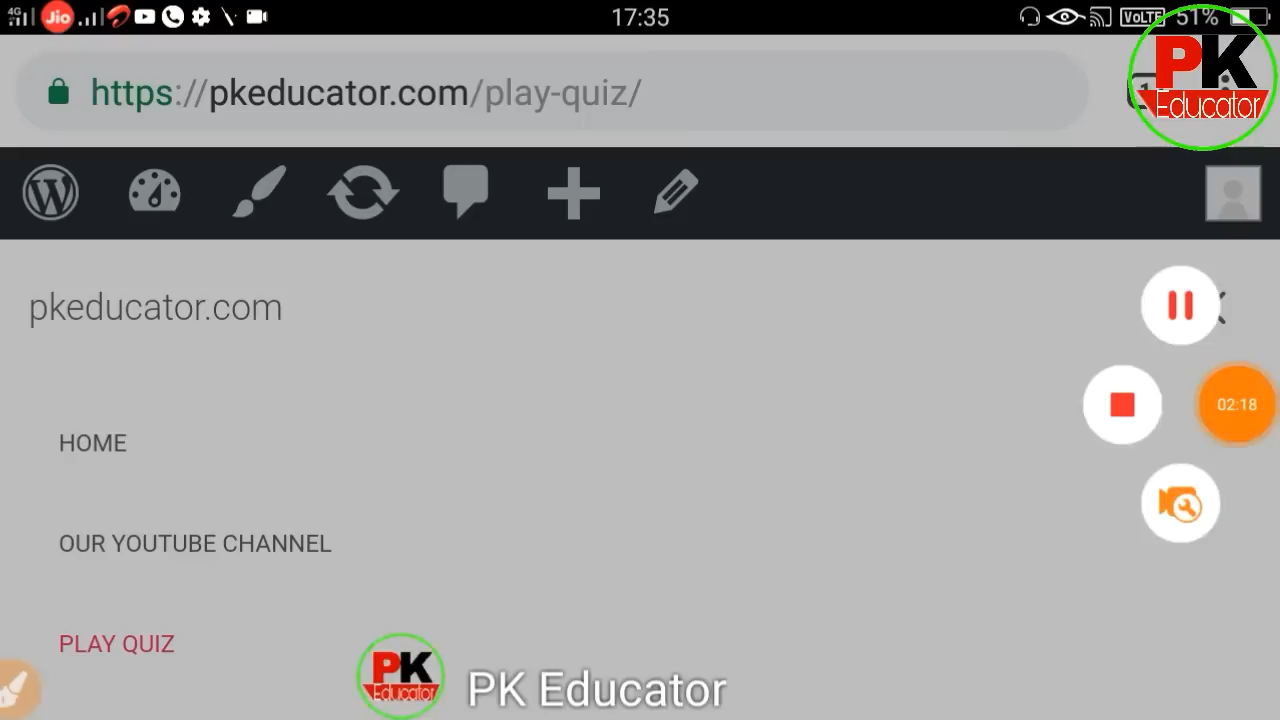 4G Jio 17:35 VoLTE 51%
https://pkeducator.com/play-quiz/
PK
Educator
pkeducator.com
HOME
02:18
OUR YOUTUBE CHANNEL
PLAY QUIZ
PK
Educator
PK Educator